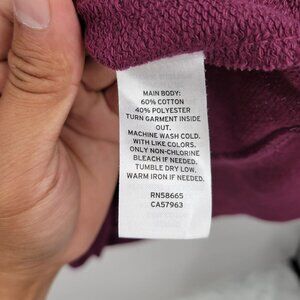 MAIN BODY:
60% COTTON
40% POLYESTER
TURN GARMENT INSIDE
OUT.
MACHINE WASH COLD.
WITH LIKE COLORS.
ONLY NON-CHLORINE
BLEACH IF NEEDED.
TUMBLE DRY LOW.
WARM IRON IF NEEDED.
RN58665
CA57963